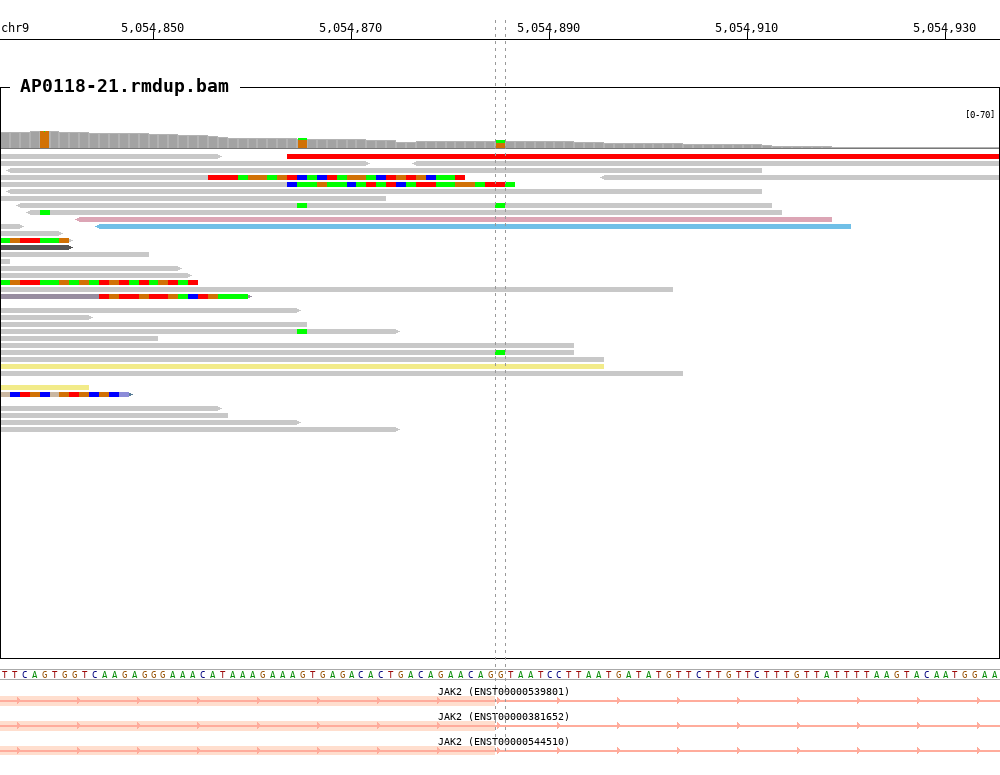 chr9 5,054,850 5,054,870 5,054,890 5,054,910 5,054,930
AP0118-21.rmdup.bam
[0-70]
TTCAGTGGTCAAGAGGGAAACATAAAGAAAGTGAGACACTGACAGAACAGGTAATCCTTAATGATATGTTCTTGTTCTTTGTTATTTTAAGTACAATGGAA
JAK2 (ENST00000539801)
JAK2 (ENST00000381652)
JAK2 (ENST00000544510)